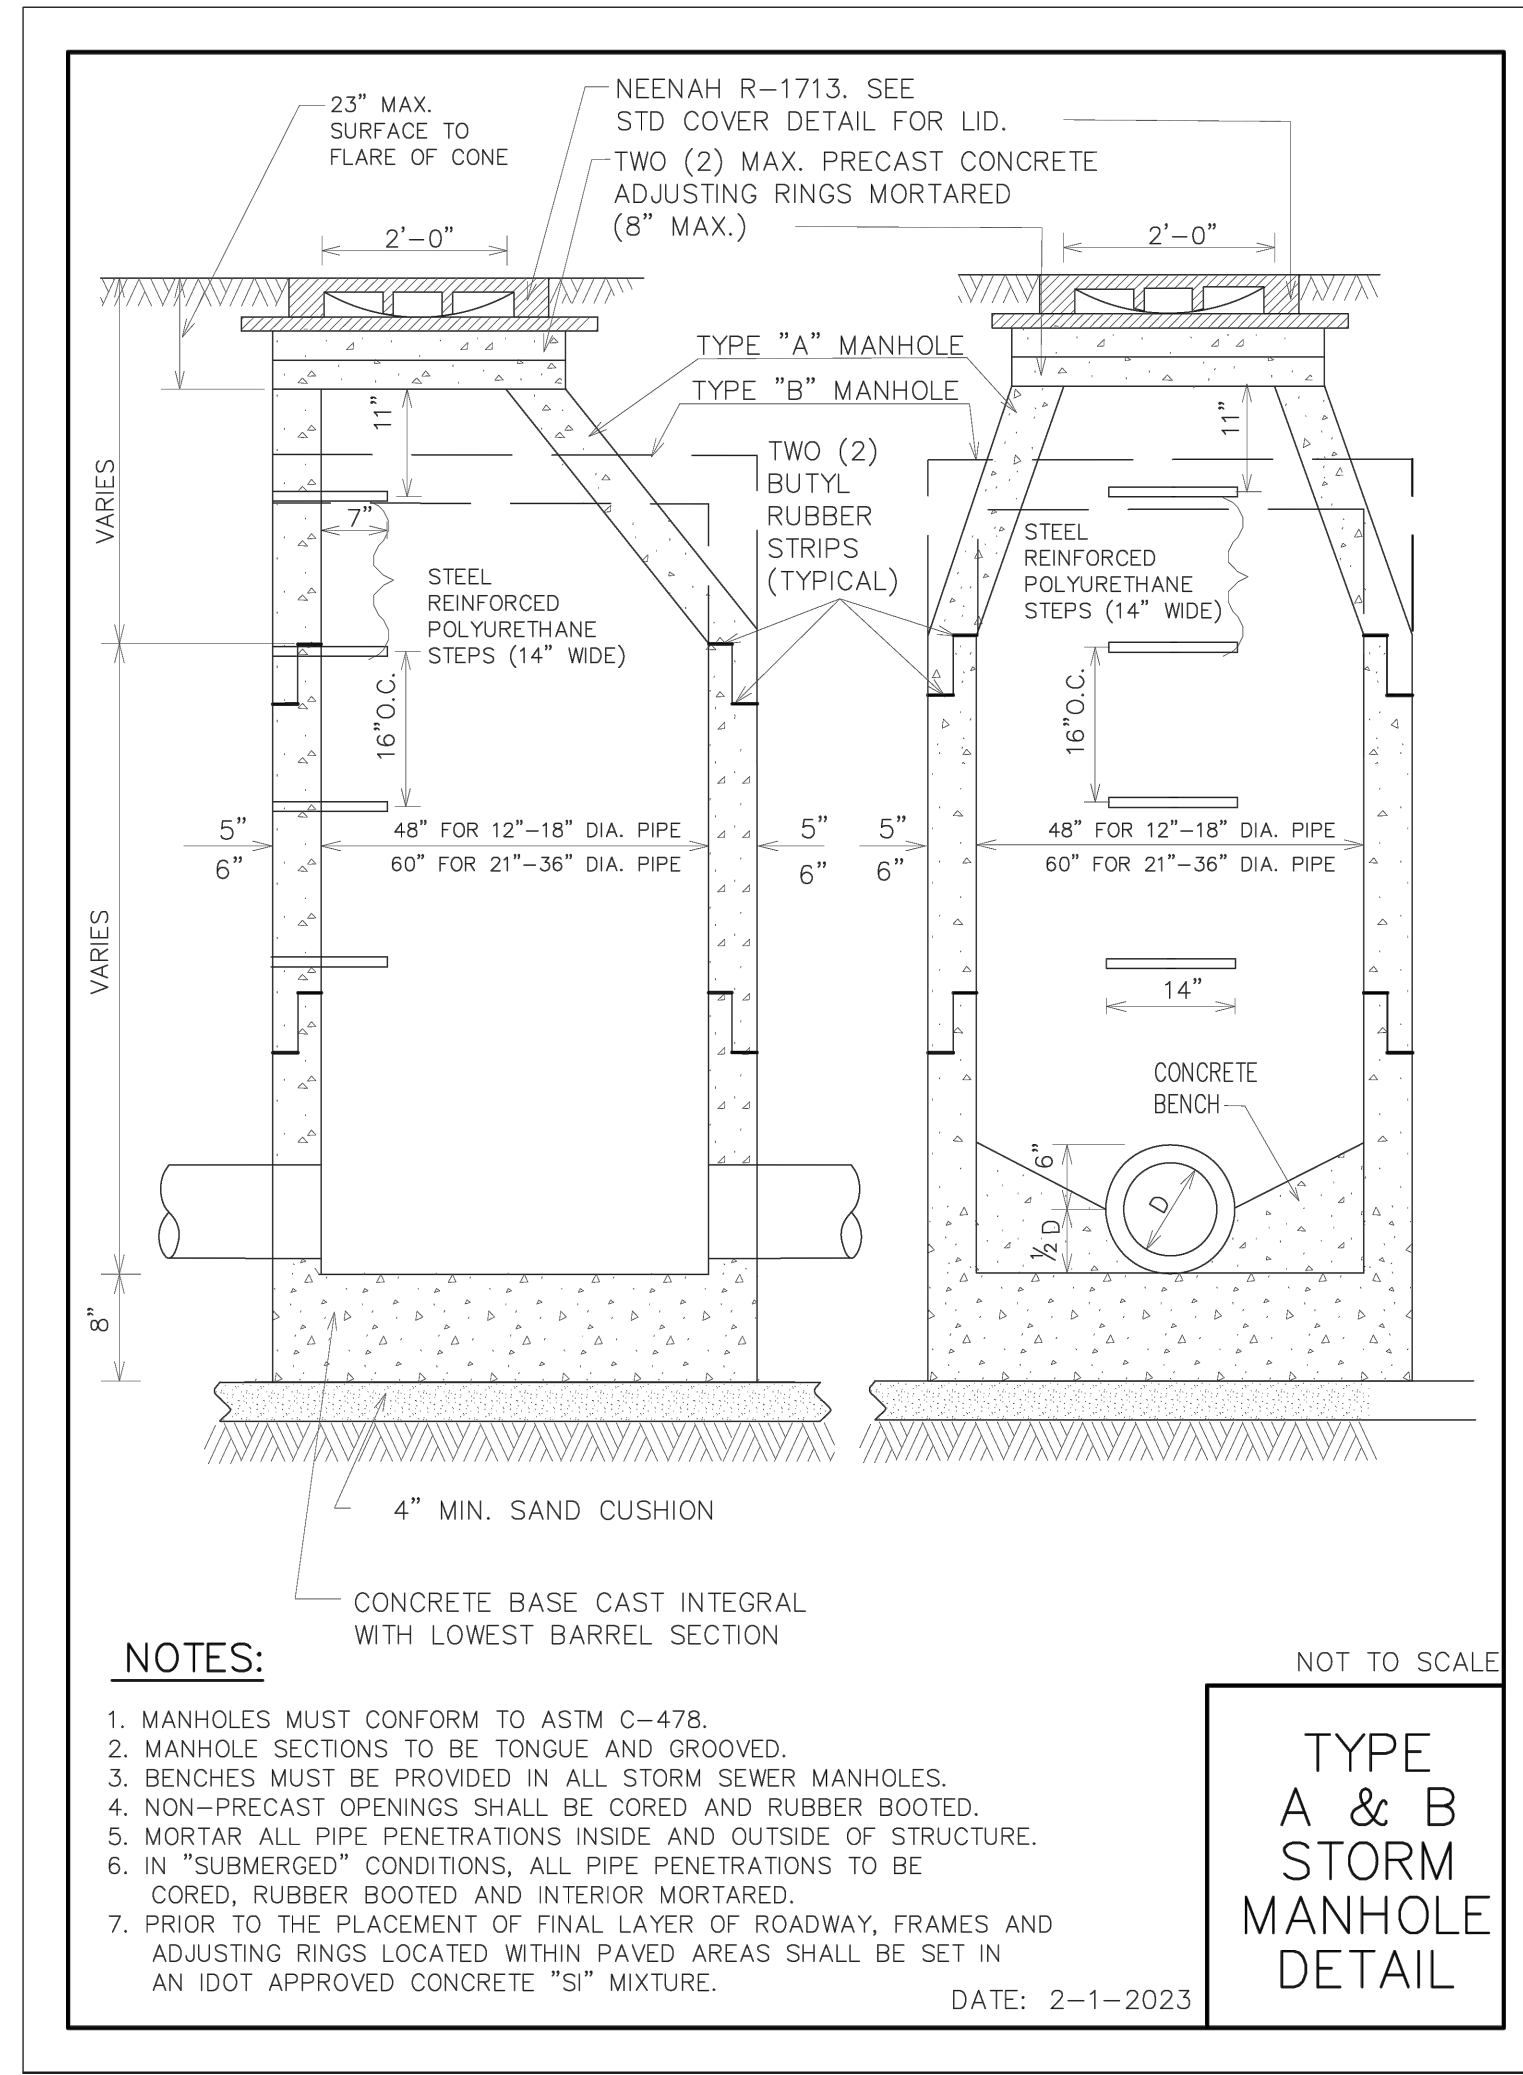 23" MAX.
SURFACE TO
FLARE OF CONE
NEENAH R-1713. SEE
STD COVER DETAIL FOR LID.
TWO (2) MAX. PRECAST CONCRETE
ADJUSTING RINGS MORTARED
(8" MAX.)
2'-0"
2'-0"
TYPE "A" MANHOLE
TYPE "B" MANHOLE
11"
11"
TWO (2)
BUTYL
RUBBER
STRIPS
(TYPICAL)
VARIES
7"
STEEL
REINFORCED
POLYURETHANE
STEPS (14" WIDE)
STEEL
REINFORCED
POLYURETHANE
STEPS (14" WIDE)
16"O.C.
16"O.C.
5"
6"
48" FOR 12"-18" DIA. PIPE
60" FOR 21"-36" DIA. PIPE
5"
6"
5"
6"
48" FOR 12"-18" DIA. PIPE
60" FOR 21"-36" DIA. PIPE
VARIES
14"
CONCRETE
BENCH
6"
D
½ D
8"
4" MIN. SAND CUSHION
CONCRETE BASE CAST INTEGRAL
WITH LOWEST BARREL SECTION
NOTES:
1. MANHOLES MUST CONFORM TO ASTM C-478.
2. MANHOLE SECTIONS TO BE TONGUE AND GROOVED.
3. BENCHES MUST BE PROVIDED IN ALL STORM SEWER MANHOLES.
4. NON-PRECAST OPENINGS SHALL BE CORED AND RUBBER BOOTED.
5. MORTAR ALL PIPE PENETRATIONS INSIDE AND OUTSIDE OF STRUCTURE.
6. IN "SUBMERGED" CONDITIONS, ALL PIPE PENETRATIONS TO BE
CORED, RUBBER BOOTED AND INTERIOR MORTARED.
7. PRIOR TO THE PLACEMENT OF FINAL LAYER OF ROADWAY, FRAMES AND
ADJUSTING RINGS LOCATED WITHIN PAVED AREAS SHALL BE SET IN
AN IDOT APPROVED CONCRETE "SI" MIXTURE.
DATE: 2-1-2023
NOT TO SCALE
TYPE
A & B
STORM
MANHOLE
DETAIL